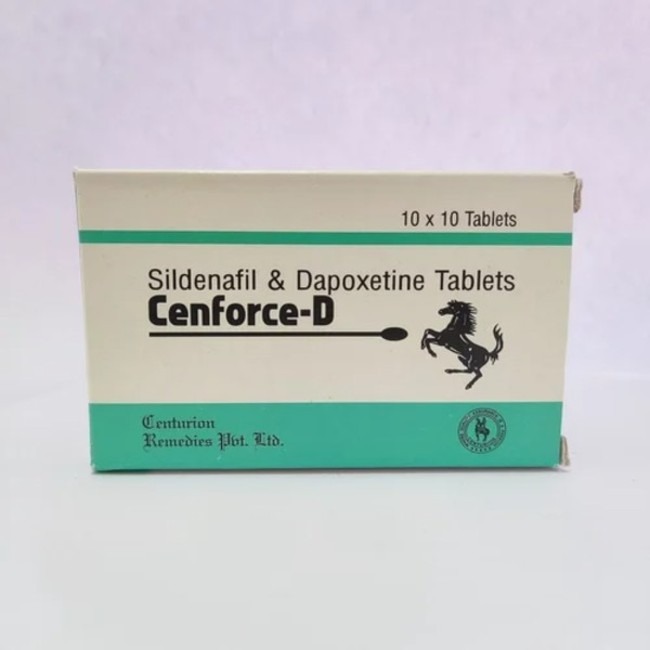 10 x 10 Tablets
Sildenafil & Dapoxetine Tablets
Cenforce-D
Centurion
Remedies Pvt. Ltd.